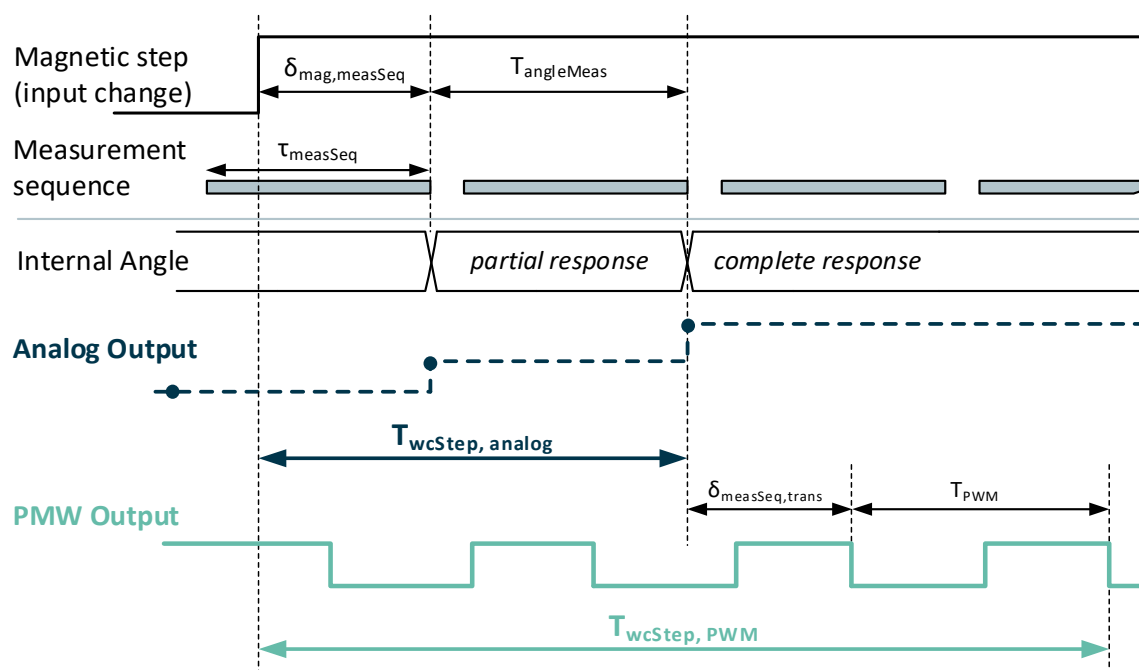 Magnetic step
(input change)
δmag,measSeq
TangleMeas
Measurement
sequence
τmeasSeq
Internal Angle
partial response
complete response
Analog Output
TwcStep, analog
δmeasSeq,trans
TPWM
PMW Output
TwcStep, PWM